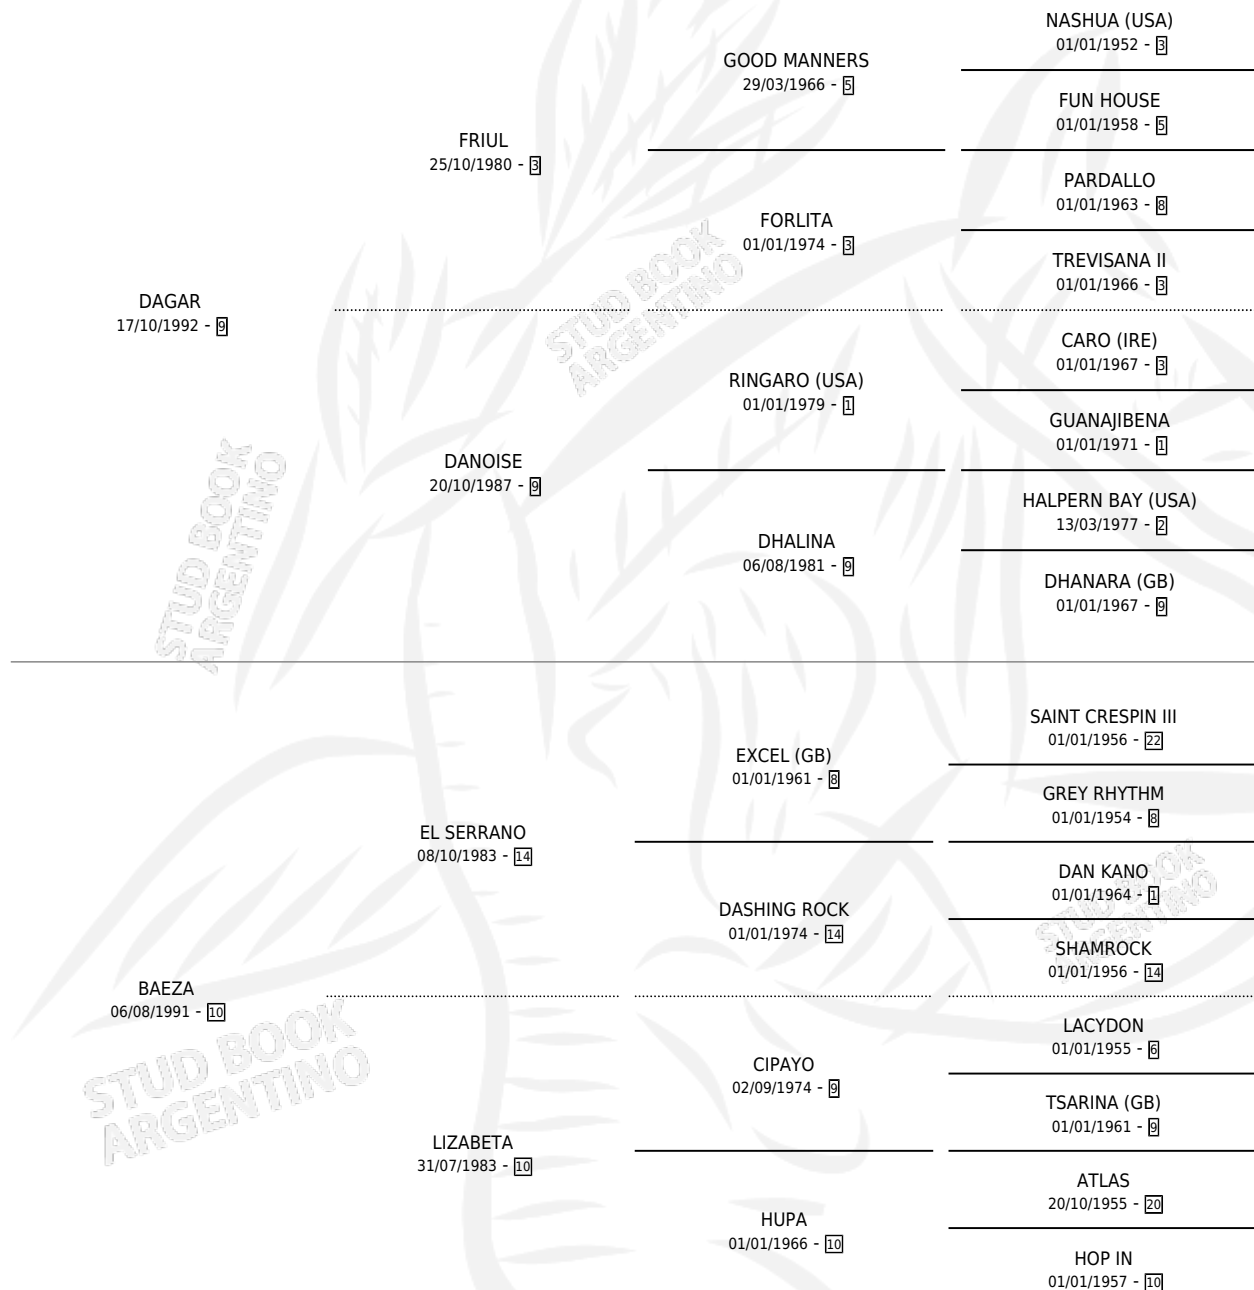 NASHUA (USA)
01/01/1952 - 3
GOOD MANNERS
29/03/1966 - 5
FUN HOUSE
01/01/1958 - 5
FRIUL
25/10/1980 - 3
PARDALLO
01/01/1963 - 8
FORLITA
01/01/1974 - 3
TREVISANA II
01/01/1966 - 3
DAGAR
17/10/1992 - 9
CARO (IRE)
01/01/1967 - 3
RINGARO (USA)
01/01/1979 - 1
GUANAJIBENA
01/01/1971 - 1
DANOISE
20/10/1987 - 9
HALPERN BAY (USA)
13/03/1977 - 2
DHALINA
06/08/1981 - 9
DHANARA (GB)
01/01/1967 - 9
STUD BOOK
ARGENTINO
STUD BOOK
ARGENTINO
SAINT CRESPIN III
01/01/1956 - 22
EXCEL (GB)
01/01/1961 - 8
GREY RHYTHM
01/01/1954 - 8
EL SERRANO
08/10/1983 - 14
DAN KANO
01/01/1964 - 1
DASHING ROCK
01/01/1974 - 14
SHAMROCK
01/01/1956 - 14
BAEZA
06/08/1991 - 10
LACYDON
01/01/1955 - 6
CIPAYO
02/09/1974 - 9
TSARINA (GB)
01/01/1961 - 9
LIZABETA
31/07/1983 - 10
ATLAS
20/10/1955 - 20
HUPA
01/01/1966 - 10
HOP IN
01/01/1957 - 10
STUD BOOK
ARGENTINO
STUD BOOK
ARGENTINO